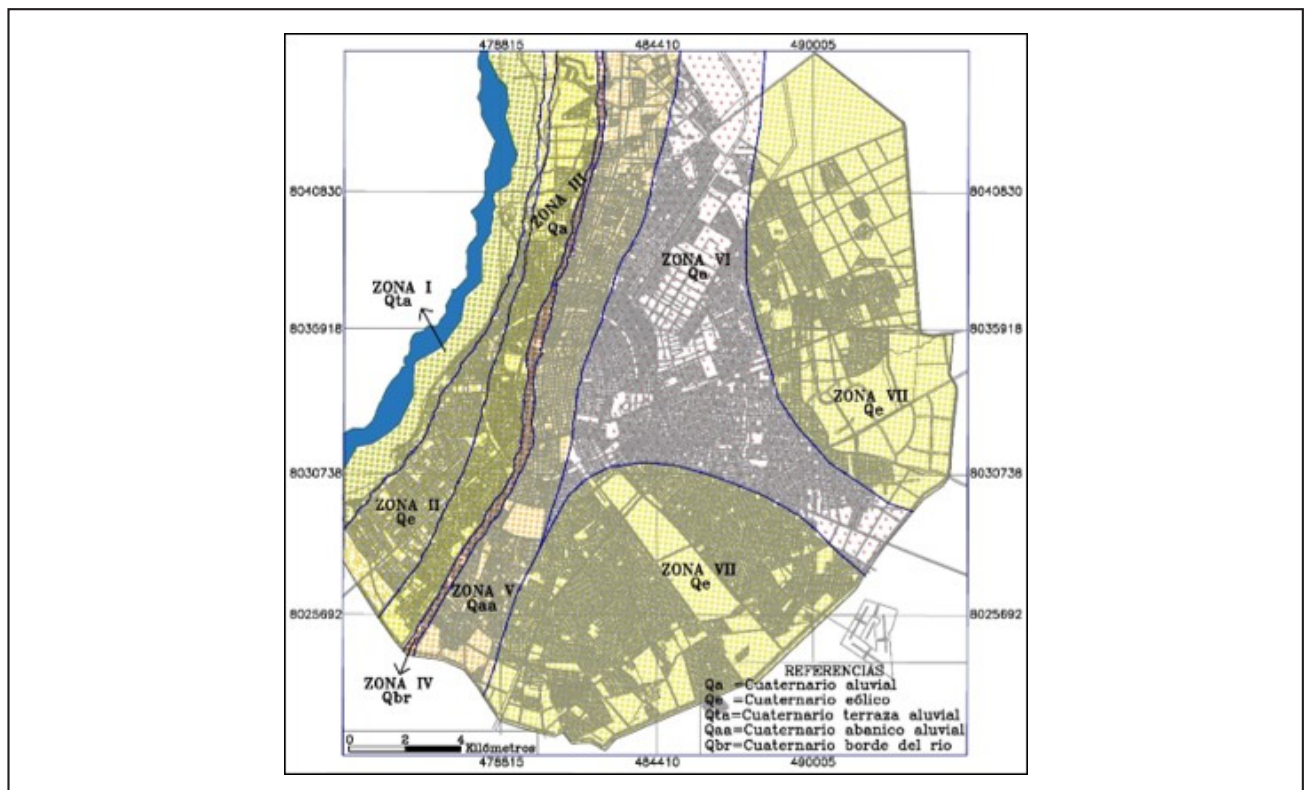 478815
484410
490005
8040830
8040830
ZONA III
Qa
ZONA VI
Qa
ZONA I
Qta
8035918
8035918
ZONA VII
Qe
8030738
8030738
ZONA II
Qe
ZONA VII
Qe
ZONA V
Qaa
8025692
8025692
ZONA IV
Qbr
REFERENCIAS
Qa =Cuaternario aluvial
Qe =Cuaternario eólico
Qta=Cuaternario terraza aluvial
Qaa=Cuaternario abanico aluvial
Qbr=Cuaternario borde del rio
0 2 4
Kilómetros
478815
484410
490005